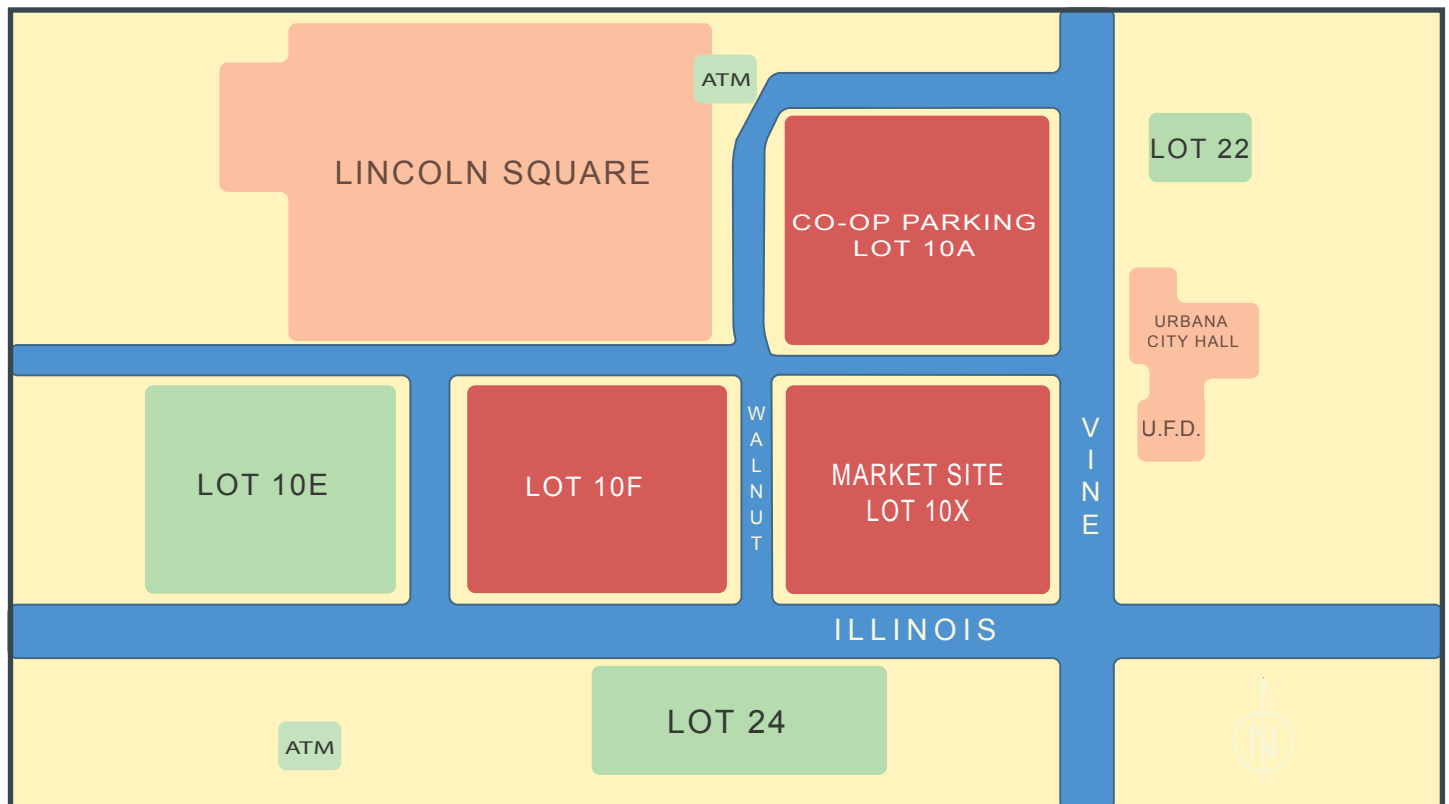 ATM
LINCOLN SQUARE
LOT 22
CO-OP PARKING
LOT 10A
URBANA
CITY HALL
U.F.D.
LOT 10E
LOT 10F
WALNUT
MARKET SITE
LOT 10X
VINE
ILLINOIS
LOT 24
ATM
N